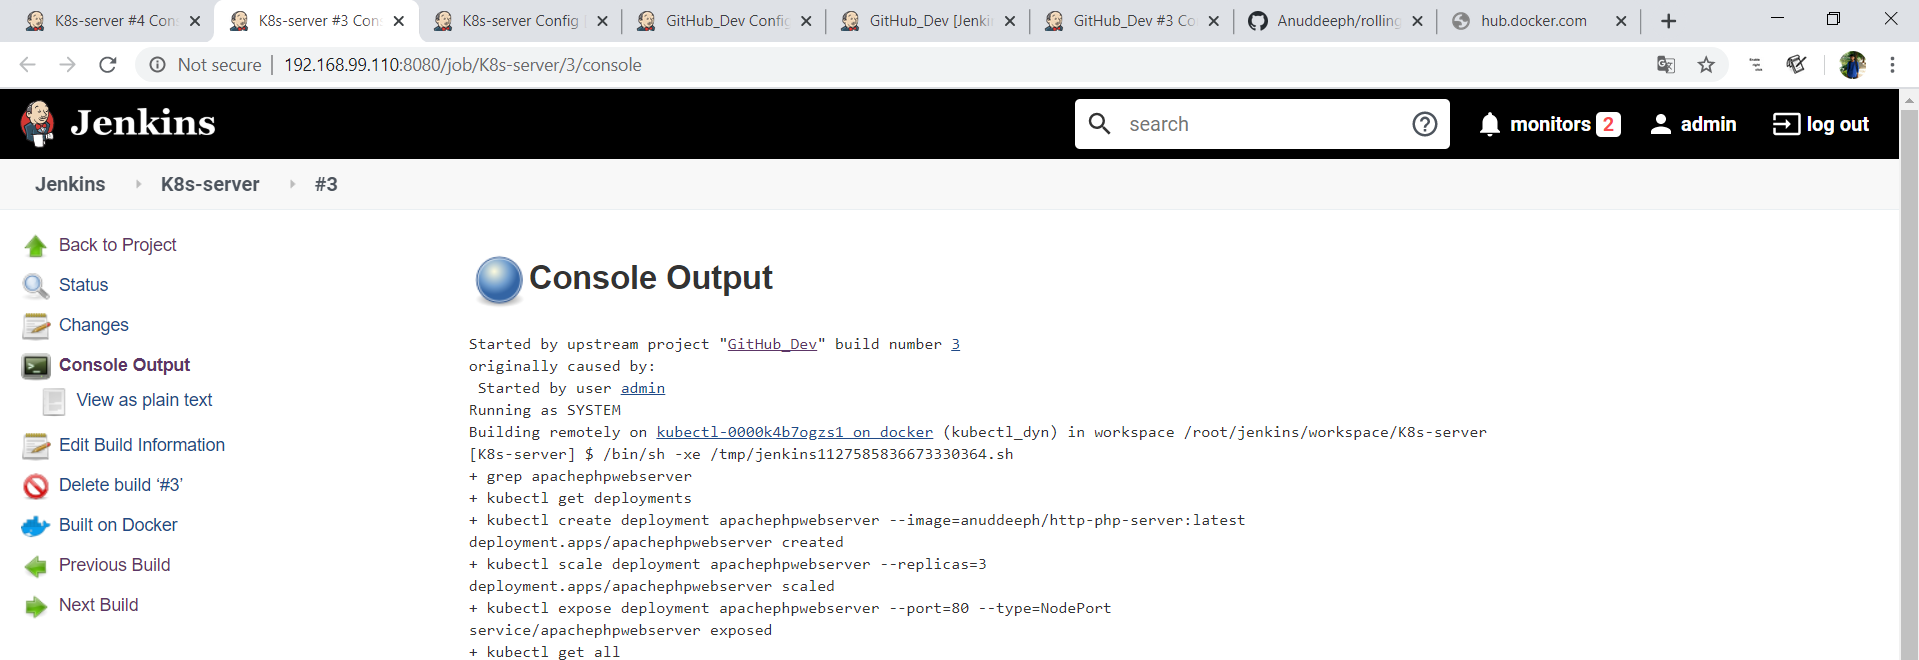 K8s-server #4 Con
K8s-server #3 Con
K8s-server Config
GitHub_Dev Config
GitHub_Dev [Jenki
GitHub_Dev #3 Co
Anuddeeph/rolling
hub.docker.com
Not secure | 192.168.99.110:8080/job/K8s-server/3/console
Jenkins
search
monitors 2
admin
log out
Jenkins K8s-server #3
Back to Project
Status
Changes
Console Output
View as plain text
Edit Build Information
Delete build ‘#3’
Built on Docker
Previous Build
Next Build
Console Output
Started by upstream project "GitHub_Dev" build number 3
originally caused by:
Started by user admin
Running as SYSTEM
Building remotely on kubectl-0000k4b7ogzs1 on docker (kubectl_dyn) in workspace /root/jenkins/workspace/K8s-server
[K8s-server] $ /bin/sh -xe /tmp/jenkins1127585836673330364.sh
+ grep apachephpwebserver
+ kubectl get deployments
+ kubectl create deployment apachephpwebserver --image=anuddeeph/http-php-server:latest
deployment.apps/apachephpwebserver created
+ kubectl scale deployment apachephpwebserver --replicas=3
deployment.apps/apachephpwebserver scaled
+ kubectl expose deployment apachephpwebserver --port=80 --type=NodePort
service/apachephpwebserver exposed
+ kubectl get all